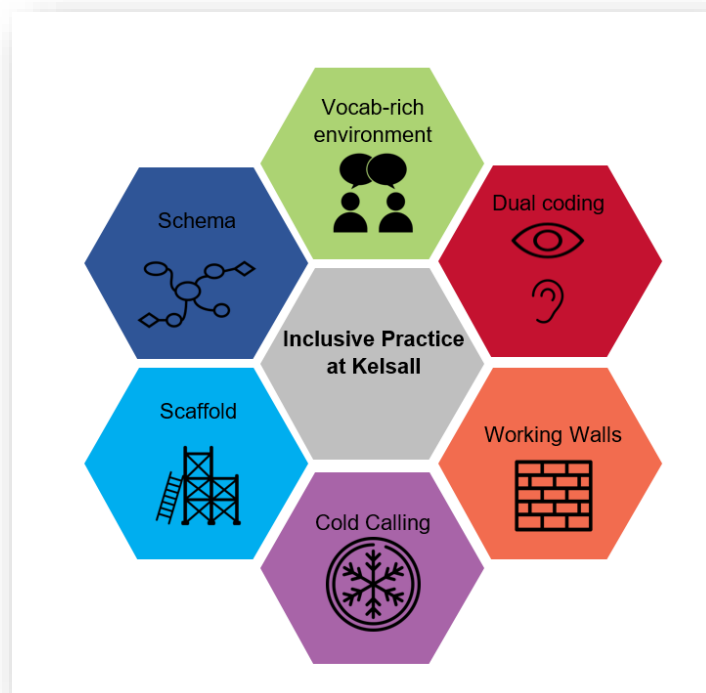 Vocab-rich
environment
Dual coding
Schema
Inclusive Practice
at Kelsall
Scaffold
Working Walls
Cold Calling